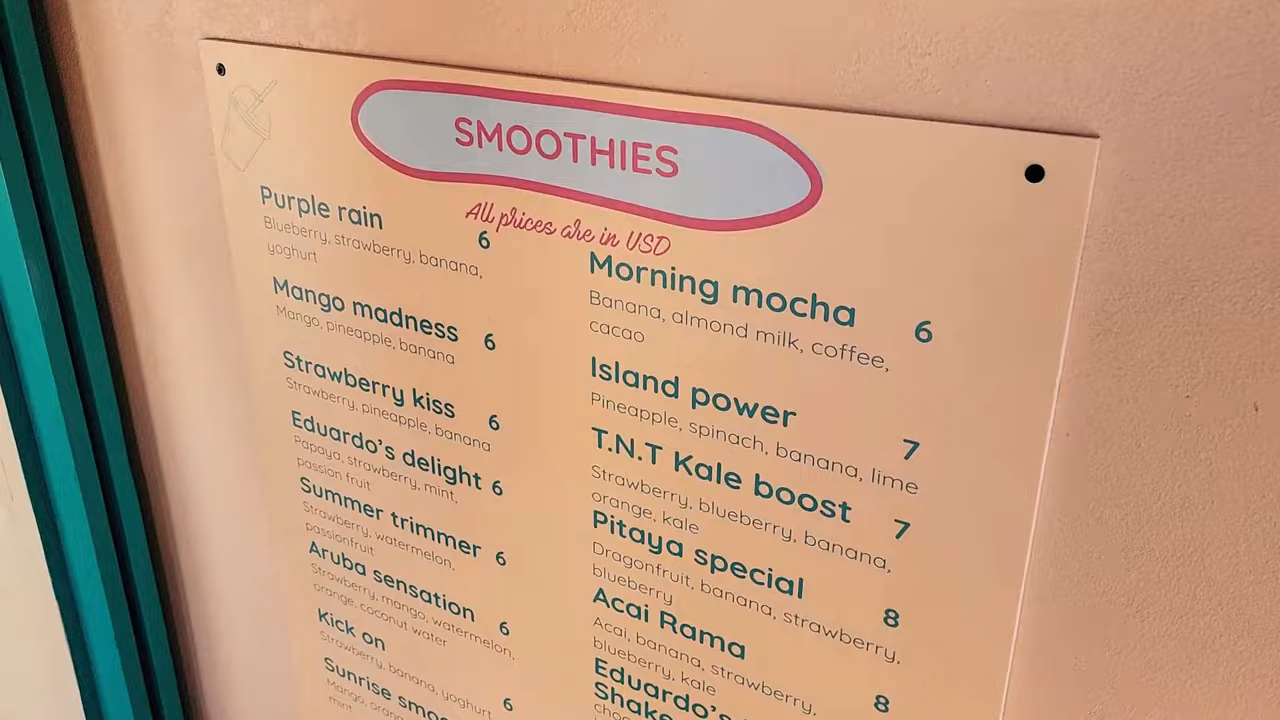 SMOOTHIES
All prices are in USD
Purple rain 6
Blueberry, strawberry, banana,
yoghurt
Mango madness 6
Mango, pineapple, banana
Strawberry kiss 6
Strawberry, pineapple, banana
Eduardo's delight 6
Papaya, strawberry, mint,
passion fruit
Summer trimmer 6
Strawberry, watermelon,
passionfruit
Aruba sensation 6
Strawberry, mango, watermelon,
orange, coconut water
Kick on 6
Strawberry, banana, yoghurt
Sunrise
Mango,
mint
Morning mocha 6
Banana, almond milk, coffee,
cacao
Island power 7
Pineapple, spinach, banana, lime
T.N.T Kale boost 7
Strawberry, blueberry, banana,
orange, kale
Pitaya special 8
Dragonfruit, banana, strawberry,
blueberry
Acai Rama 8
Acai, banana, strawberry,
blueberry, kale
Eduardo's
Shake